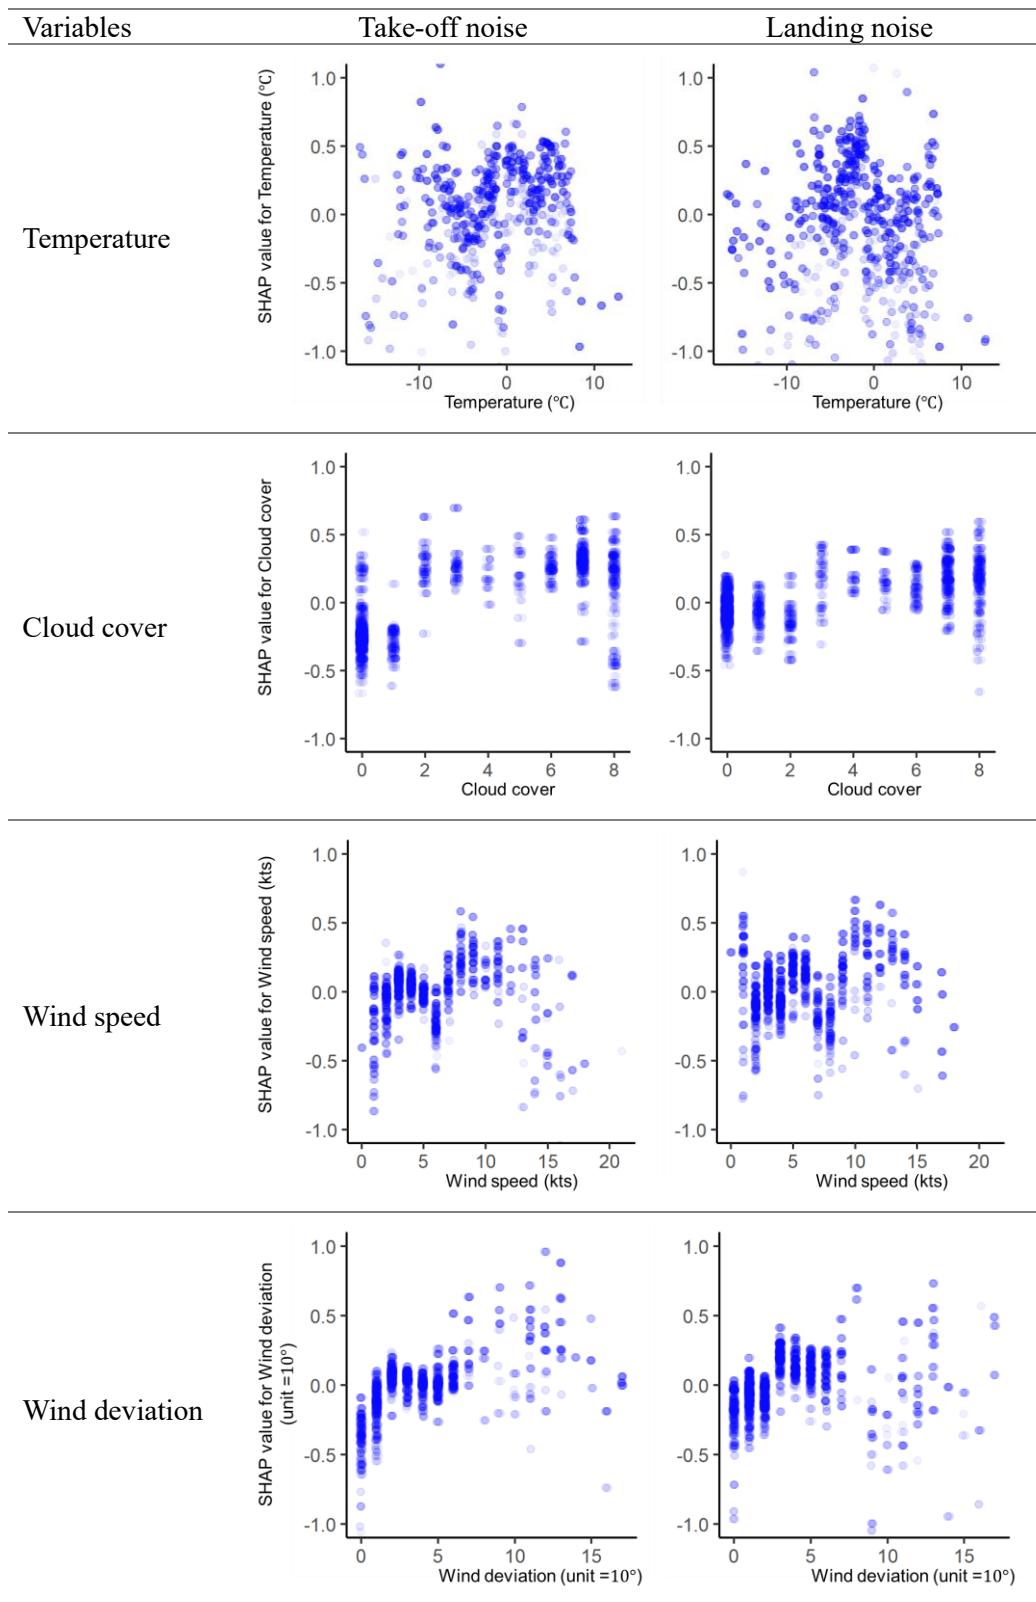 Variables Take-off noise Landing noise
Temperature
SHAP value for Temperature (℃)
1.0
0.5
0.0
-0.5
-1.0
-10 0 10
Temperature (℃)
1.0
0.5
0.0
-0.5
-1.0
-10 0 10
Temperature (℃)
Cloud cover
SHAP value for Cloud cover
1.0
0.5
0.0
-0.5
-1.0
0 2 4 6 8
Cloud cover
1.0
0.5
0.0
-0.5
-1.0
0 2 4 6 8
Cloud cover
Wind speed
SHAP value for Wind speed (kts)
1.0
0.5
0.0
-0.5
-1.0
0 5 10 15 20
Wind speed (kts)
1.0
0.5
0.0
-0.5
-1.0
0 5 10 15 20
Wind speed (kts)
Wind deviation
SHAP value for Wind deviation
(unit =10°)
1.0
0.5
0.0
-0.5
-1.0
0 5 10 15
Wind deviation (unit =10°)
1.0
0.5
0.0
-0.5
-1.0
0 5 10 15
Wind deviation (unit =10°)